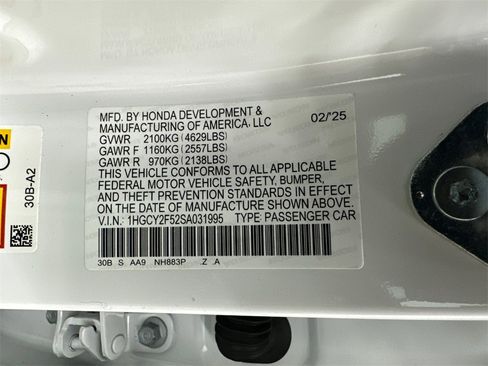 MFD. BY HONDA DEVELOPMENT & 02/'25
MANUFACTURING OF AMERICA, LLC
GVWR 2100KG (4629LBS)
GAWR F 1160KG (2557LBS)
GAWR R 970KG (2138LBS)
THIS VEHICLE CONFORMS TO ALL APPLICABLE
FEDERAL MOTOR VEHICLE SAFETY, BUMPER,
AND THEFT PREVENTION STANDARDS IN EFFECT
ON THE DATE OF MANUFACTURE SHOWN ABOVE.
V.I.N.: 1HGCY2F52SA031995 TYPE: PASSENGER CAR
30B S AA9 NH883P .Z .A
30B-A2